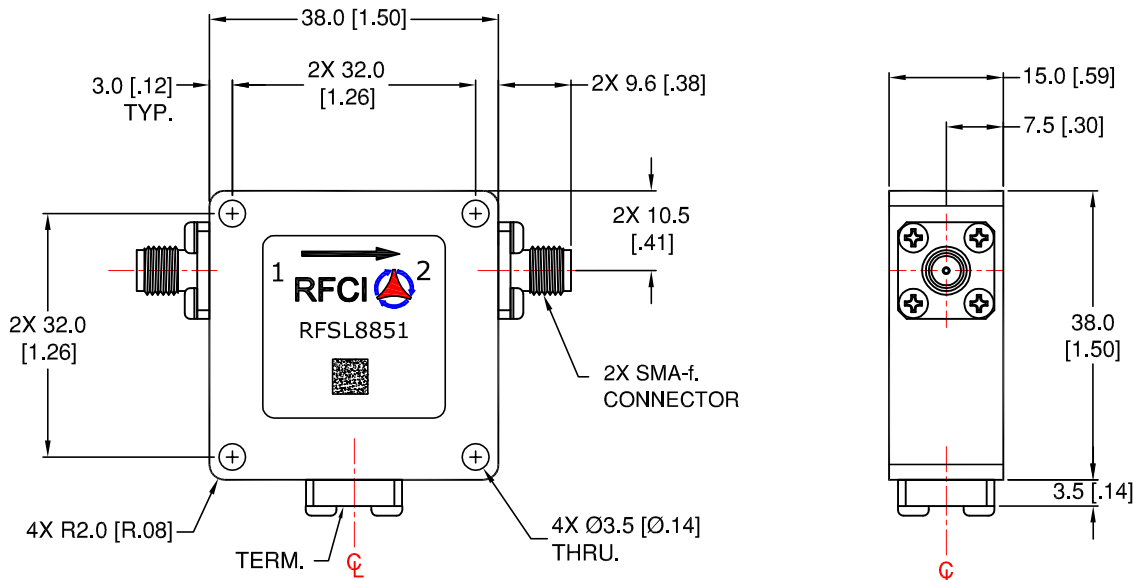 38.0 [1.50]
2X 32.0
[1.26]
3.0 [.12]
TYP.
2X 9.6 [.38]
2X 10.5
[.41]
1
2
RFCI
RFSL8851
2X 32.0
[1.26]
2X SMA-f.
CONNECTOR
4X R2.0 [R.08]
TERM.
℄
4X Ø3.5 [Ø.14]
THRU.
15.0 [.59]
7.5 [.30]
38.0
[1.50]
3.5 [.14]
℄